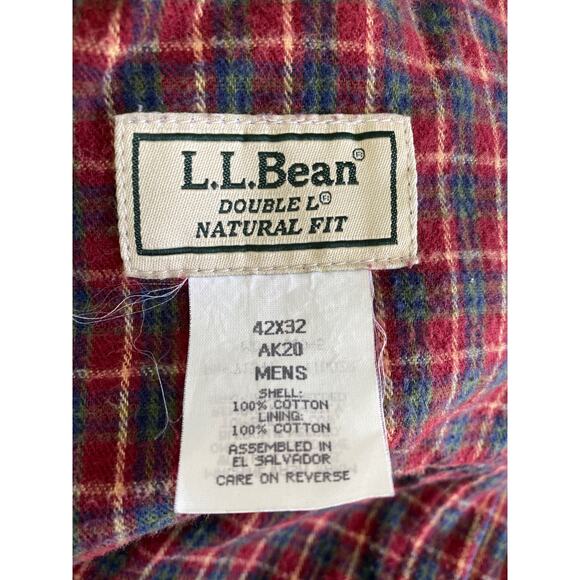 L.L.Bean®
DOUBLE L®
NATURAL FIT
42X32
AK20
MENS
SHELL:
100% COTTON
LINING:
100% COTTON
ASSEMBLED IN
EL SALVADOR
CARE ON REVERSE